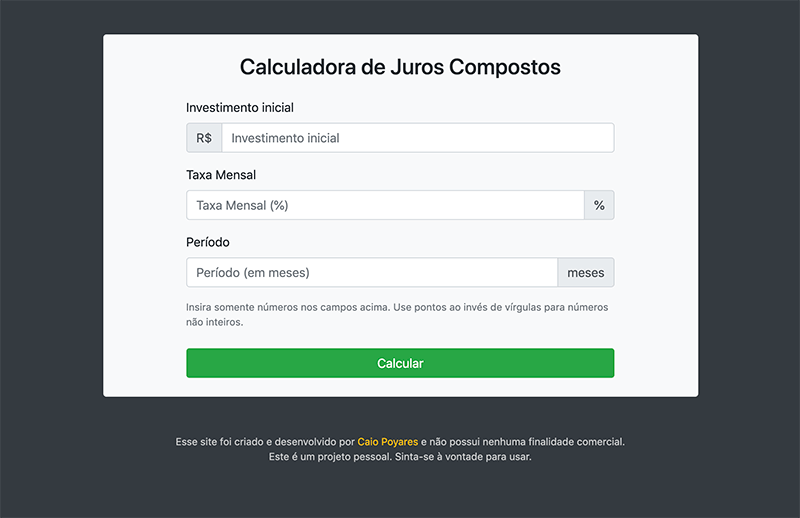 Calculadora de Juros Compostos
Investimento inicial
R$ Investimento inicial
Taxa Mensal
Taxa Mensal (%) %
Período
Período (em meses) meses
Insira somente números nos campos acima. Use pontos ao invés de vírgulas para números
não inteiros.
Calcular
Esse site foi criado e desenvolvido por Caio Poyares e não possui nenhuma finalidade comercial.
Este é um projeto pessoal. Sinta-se à vontade para usar.